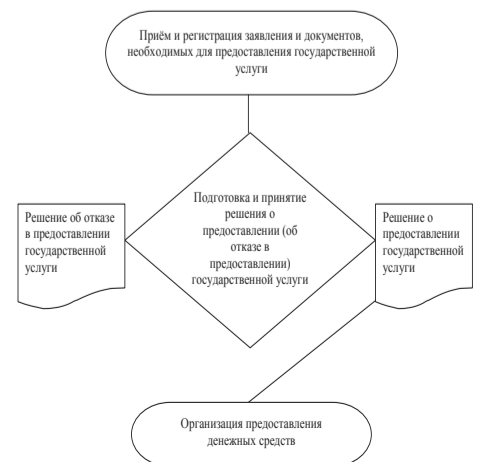 Приём и регистрация заявления и документов,
необходимых для предоставления государственной
услуги
Подготовка и принятие
решения о
предоставлении (об
отказе в
предоставлении)
государственной услуги
Решение об отказе
в предоставлении
государственной
услуги
Решение о
предоставлении
государственной
услуги
Организация предоставления
денежных средств